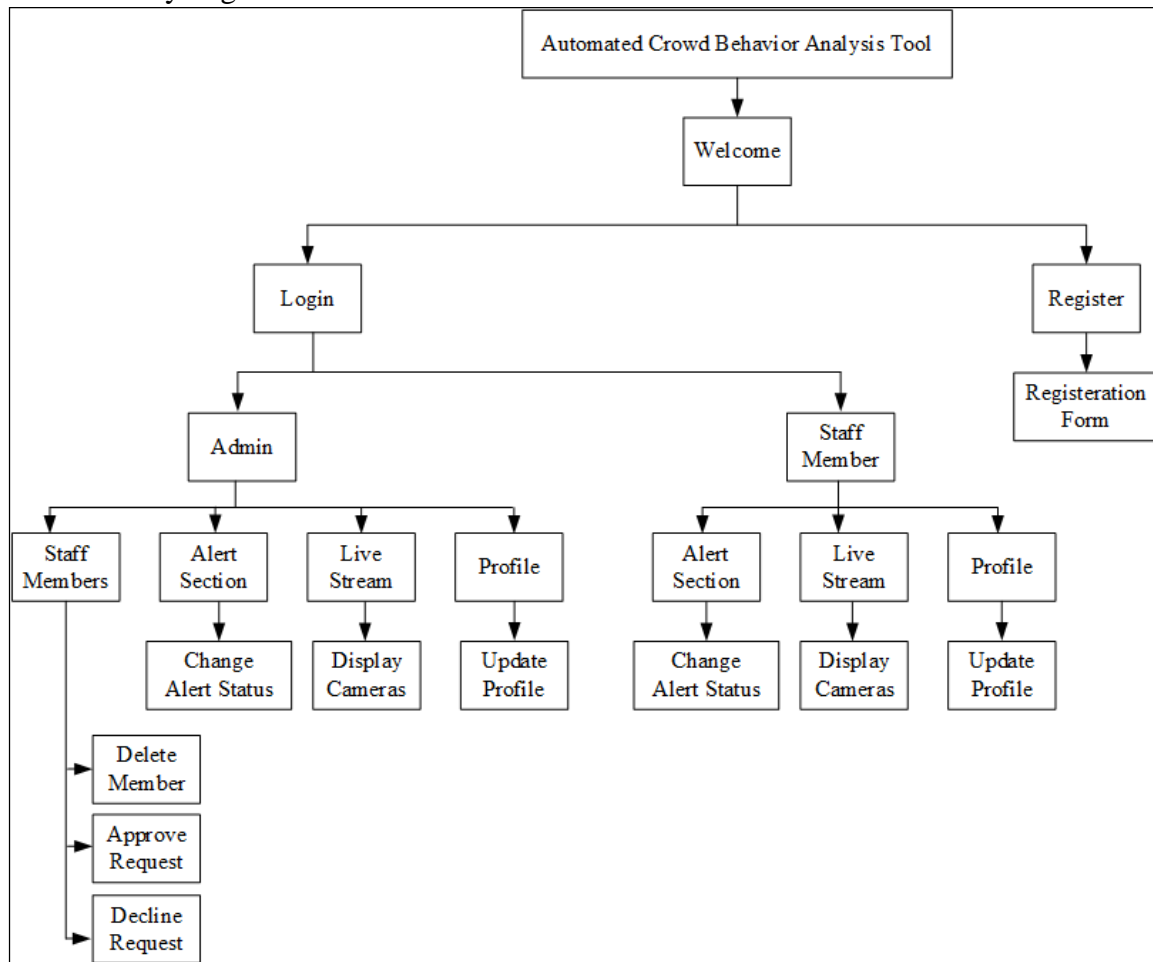 Automated Crowd Behavior Analysis Tool
Welcome
Login
Register
Registeration
Form
Admin
Staff
Member
Staff
Members
Alert
Section
Live
Stream
Profile
Alert
Section
Live
Stream
Profile
Change
Alert Status
Display
Cameras
Update
Profile
Change
Alert Status
Display
Cameras
Update
Profile
Delete
Member
Approve
Request
Decline
Request